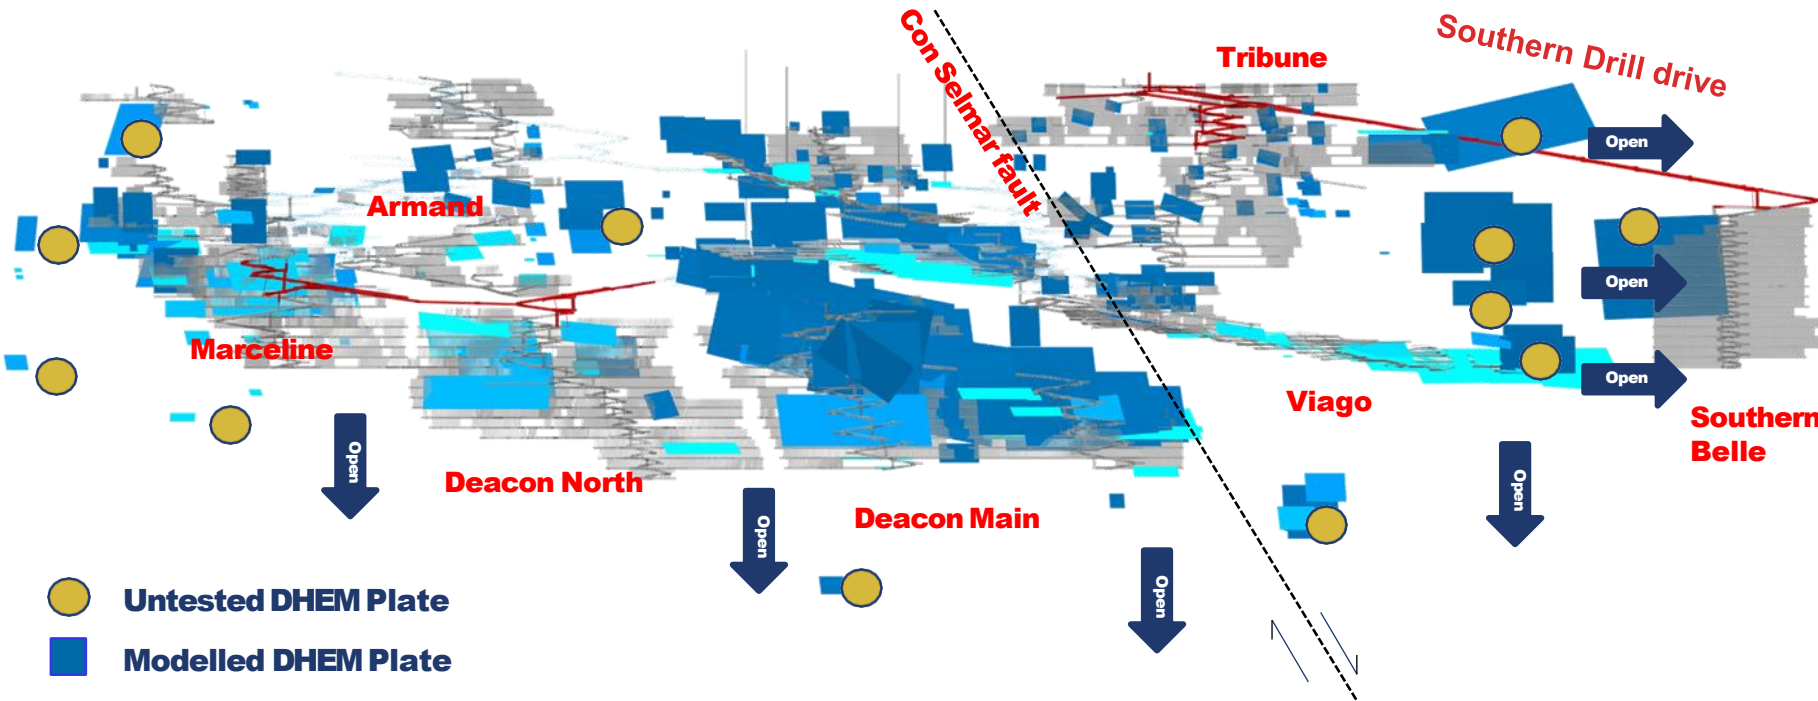 Con Selmar fault
Tribune
Southern Drill drive
Open
Armand
Open
Marceline
Open
Viago
Southern
Belle
Open
Deacon North
Open
Deacon Main
Open
Open
Untested DHEM Plate
Modelled DHEM Plate